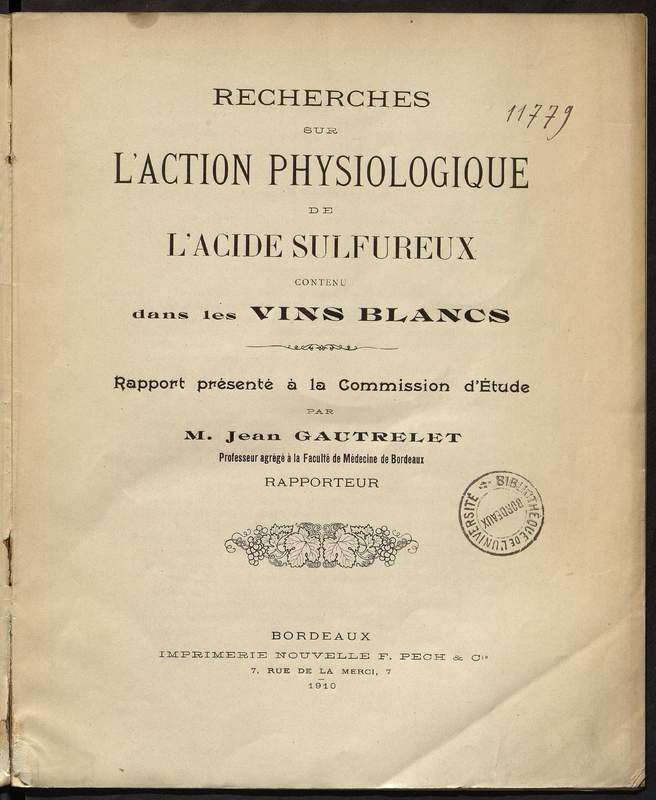 RECHERCHES
11779
SUR
L'ACTION PHYSIOLOGIQUE
DE
L'ACIDE SULFUREUX
CONTENU
dans les VINS BLANCS
Rapport présenté à la Commission d'Étude
PAR
M. Jean GAUTRELET
Professeur agrégé à la Faculté de Médecine de Bordeaux
RAPPORTEUR
BIBLIOTHÈQUE DE L'UNIVERSITÉ
BORDEAUX
BORDEAUX
IMPRIMERIE NOUVELLE F. PECH & Cie
7, RUE DE LA MERCI, 7
1910